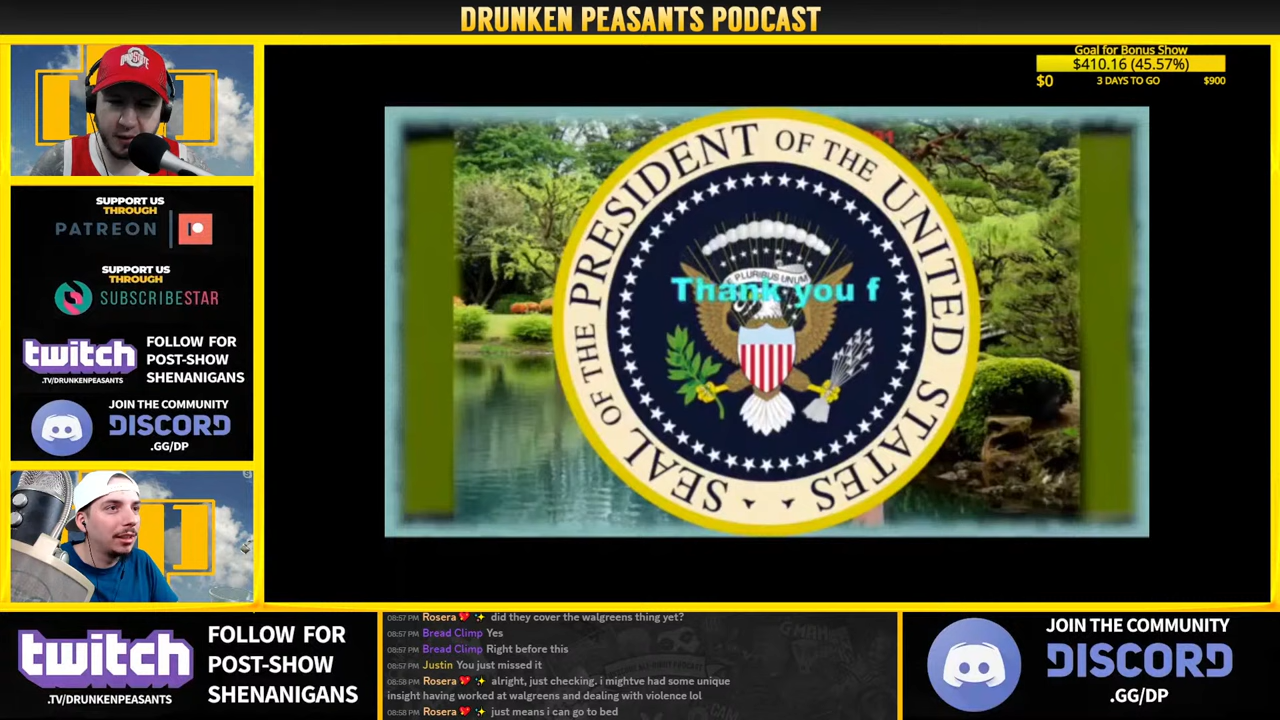 DRUNKEN PEASANTS PODCAST
Goal for Bonus Show
$410.16 (45.57%)
$0 3 DAYS TO GO $900
SUPPORT US
THROUGH
PATREON
SUPPORT US
THROUGH
SUBSCRIBESTAR
twitch
.TV/DRUNKENPEASANTS
FOLLOW FOR
POST-SHOW
SHENANIGANS
JOIN THE COMMUNITY
DISCORD
.GG/DP
SEAL OF THE PRESIDENT OF THE UNITED STATES
PLURIBUS UNUM
Thank you f
twitch
.TV/DRUNKENPEASANTS
FOLLOW FOR
POST-SHOW
SHENANIGANS
08:57 PM Rosera did they cover the walgreens thing yet?
08:57 PM Bread Climp Yes
08:57 PM Bread Climp Right before this
08:57 PM Justin You just missed it
08:58 PM Rosera alright, just checking. i mightve had some unique
insight having worked at walgreens and dealing with violence lol
08:58 PM Rosera just means i can go to bed
JOIN THE COMMUNITY
DISCORD
.GG/DP